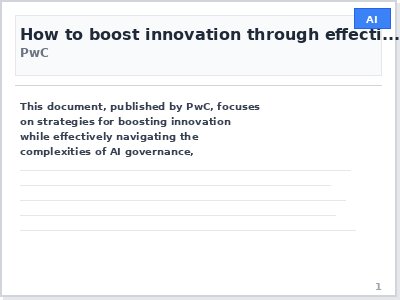 AI
How to boost innovation through effecti...
PwC
This document, published by PwC, focuses
on strategies for boosting innovation
while effectively navigating the
complexities of AI governance,
1